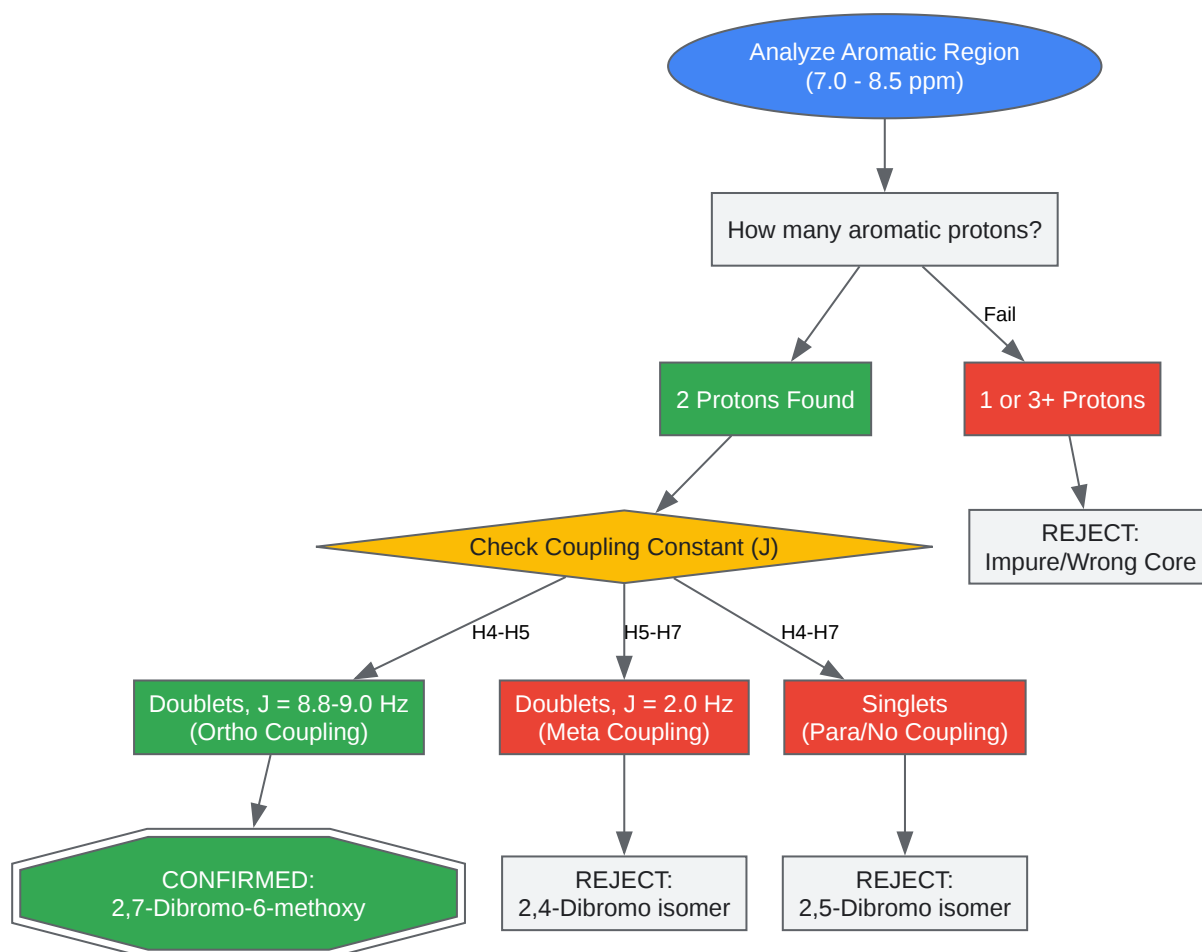 Analyze Aromatic Region
(7.0 - 8.5 ppm)
How many aromatic protons?
Fail
2 Protons Found
1 or 3+ Protons
REJECT:
Impure/Wrong Core
Check Coupling Constant (J)
H4-H5
H5-H7
H4-H7
Doublets, J = 8.8-9.0 Hz
(Ortho Coupling)
Doublets, J = 2.0 Hz
(Meta Coupling)
Singlets
(Para/No Coupling)
CONFIRMED:
2,7-Dibromo-6-methoxy
REJECT:
2,4-Dibromo isomer
REJECT:
2,5-Dibromo isomer